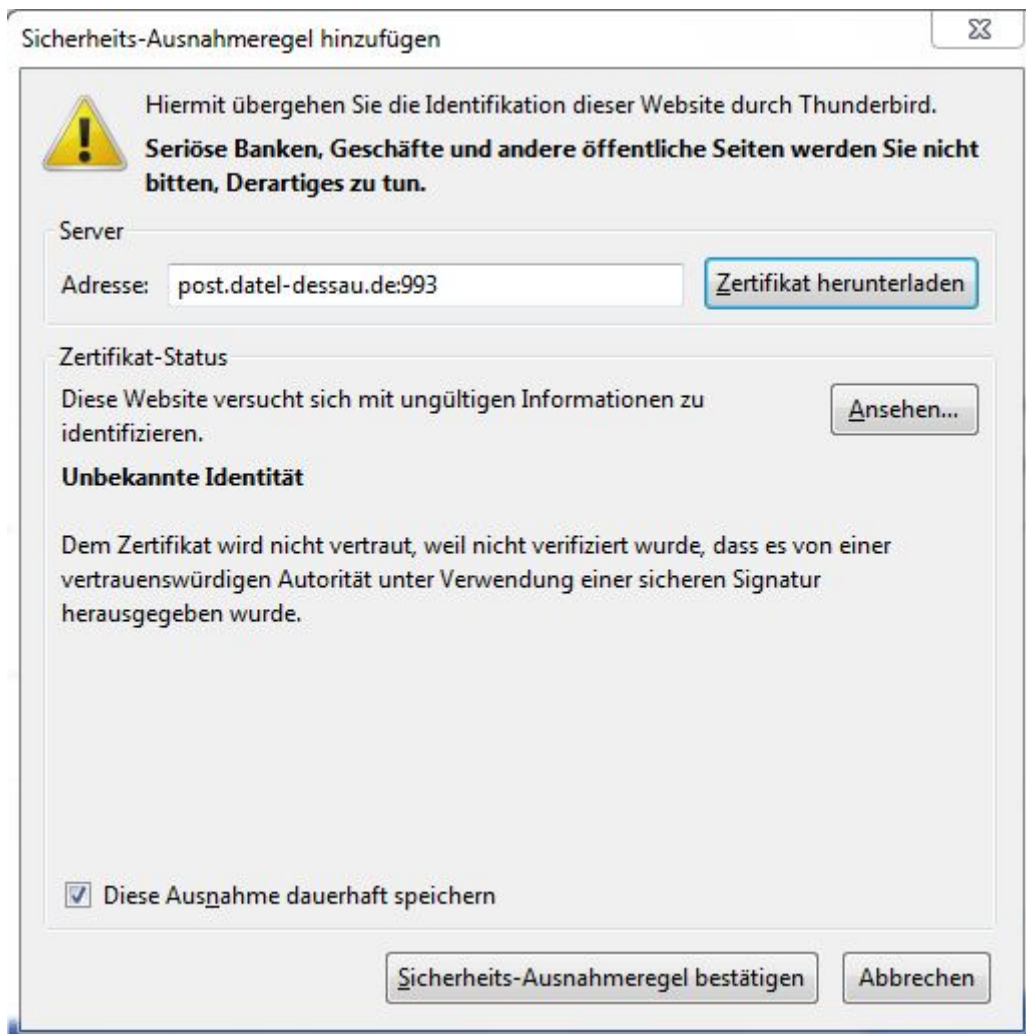 Sicherheits-Ausnahmeregel hinzufügen
Hiermit übergehen Sie die Identifikation dieser Website durch Thunderbird.
Seriöse Banken, Geschäfte und andere öffentliche Seiten werden Sie nicht
bitten, Derartiges zu tun.
Server
Adresse: post.datel-dessau.de:993 Zertifikat herunterladen
Zertifikat-Status
Diese Website versucht sich mit ungültigen Informationen zu
identifizieren.
Ansehen...
Unbekannte Identität
Dem Zertifikat wird nicht vertraut, weil nicht verifiziert wurde, dass es von einer
vertrauenswürdigen Autorität unter Verwendung einer sicheren Signatur
herausgegeben wurde.
Diese Ausnahme dauerhaft speichern
Sicherheits-Ausnahmeregel bestätigen Abbrechen